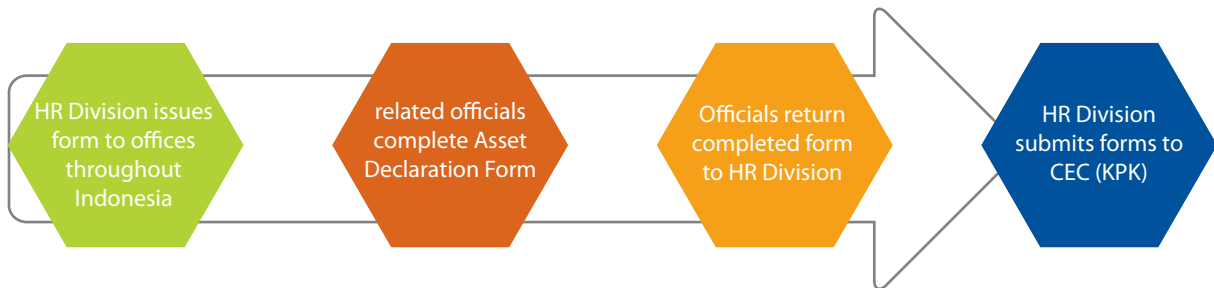 HR Division issues
form to offices
throughout
Indonesia
related officials
complete Asset
Declaration Form
Officials return
completed form
to HR Division
HR Division
submits forms to
CEC (KPK)